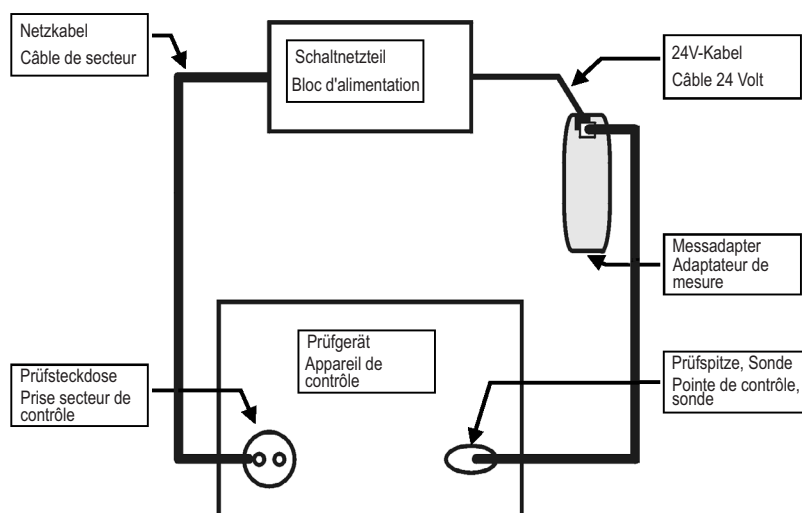 Netzkabel
Câble de secteur
Schaltnetzteil
Bloc d'alimentation
24V-Kabel
Câble 24 Volt
Messadapter
Adaptateur de
mesure
Prüfgerät
Appareil de
contrôle
Prüfsteckdose
Prise secteur de
contrôle
Prüfspitze, Sonde
Pointe de contrôle,
sonde